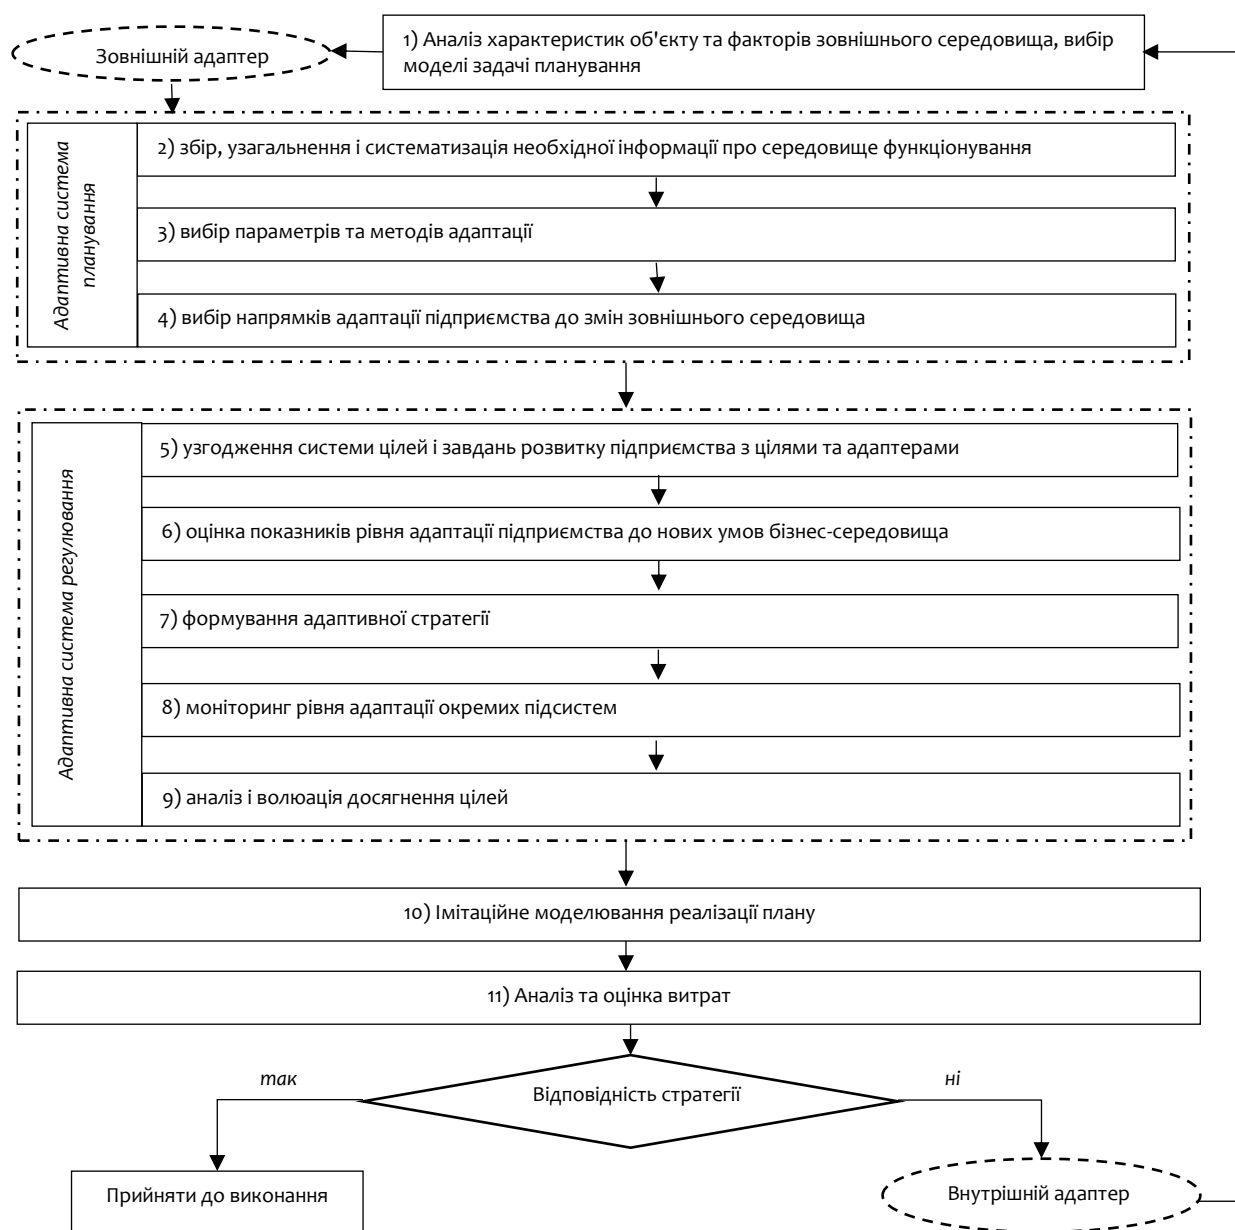 Зовнішній адаптер
1) Аналіз характеристик об'єкту та факторів зовнішнього середовища, вибір
моделі задачі планування
Адаптивна система
планування
2) збір, узагальнення і систематизація необхідної інформації про середовище функціонування
3) вибір параметрів та методів адаптації
4) вибір напрямків адаптації підприємства до змін зовнішнього середовища
Адаптивна система регулювання
5) узгодження системи цілей і завдань розвитку підприємства з цілями та адаптерами
6) оцінка показників рівня адаптації підприємства до нових умов бізнес-середовища
7) формування адаптивної стратегії
8) моніторинг рівня адаптації окремих підсистем
9) аналіз і волюація досягнення цілей
10) Імітаційне моделювання реалізації плану
11) Аналіз та оцінка витрат
так
Відповідність стратегії
ні
Прийняти до виконання
Внутрішній адаптер